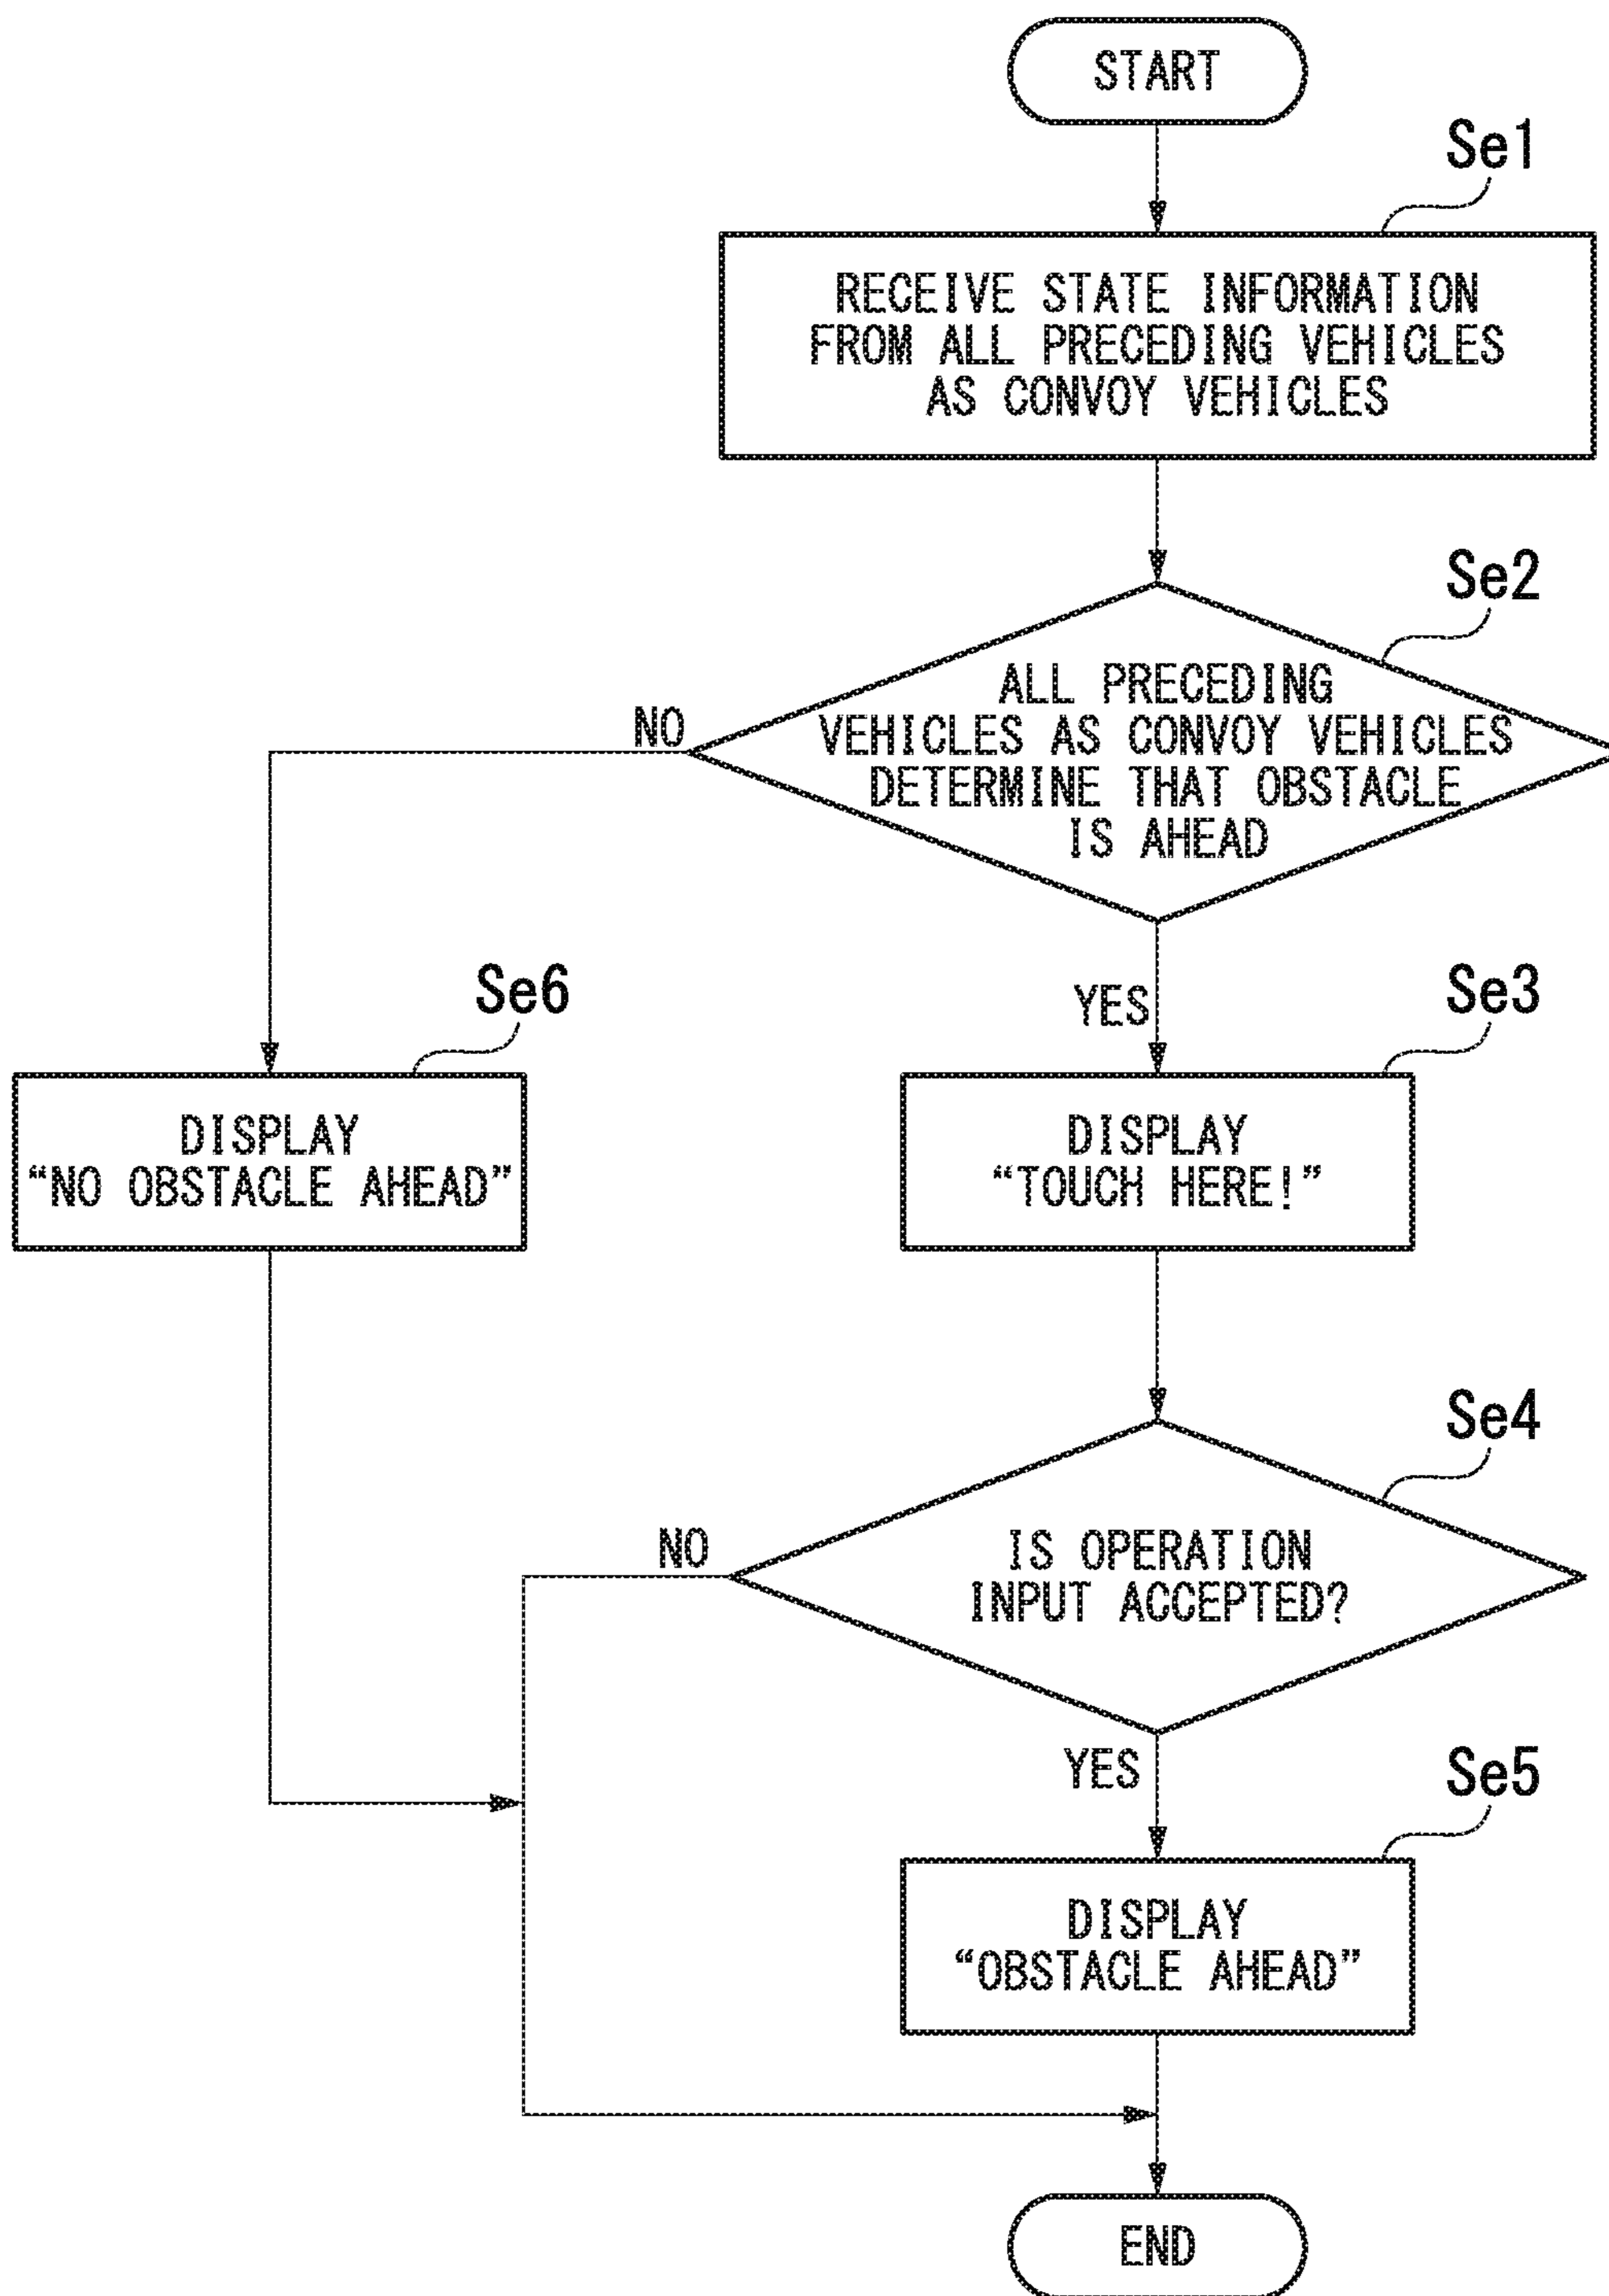 START
Se1
RECEIVE STATE INFORMATION
FROM ALL PRECEDING VEHICLES
AS CONVOY VEHICLES
Se2
ALL PRECEDING
VEHICLES AS CONVOY VEHICLES
DETERMINE THAT OBSTACLE
IS AHEAD
NO
YES
Se6
DISPLAY
“NO OBSTACLE AHEAD”
Se3
DISPLAY
“TOUCH HERE!”
Se4
IS OPERATION
INPUT ACCEPTED?
NO
YES
Se5
DISPLAY
“OBSTACLE AHEAD”
END